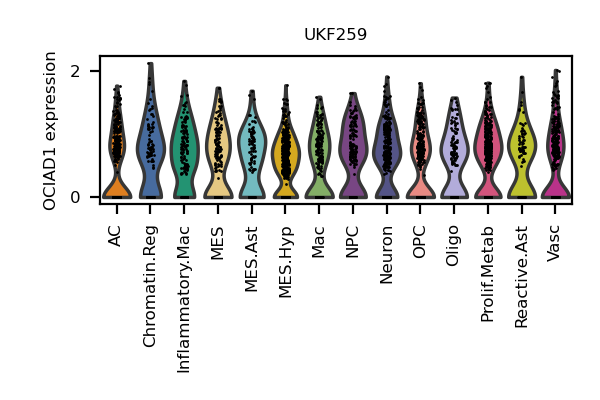 UKF259
OCIAD1 expression
2
0
AC
Chromatin.Reg
Inflammatory.Mac
MES
MES.Ast
MES.Hyp
Mac
NPC
Neuron
OPC
Oligo
Prolif.Metab
Reactive.Ast
Vasc